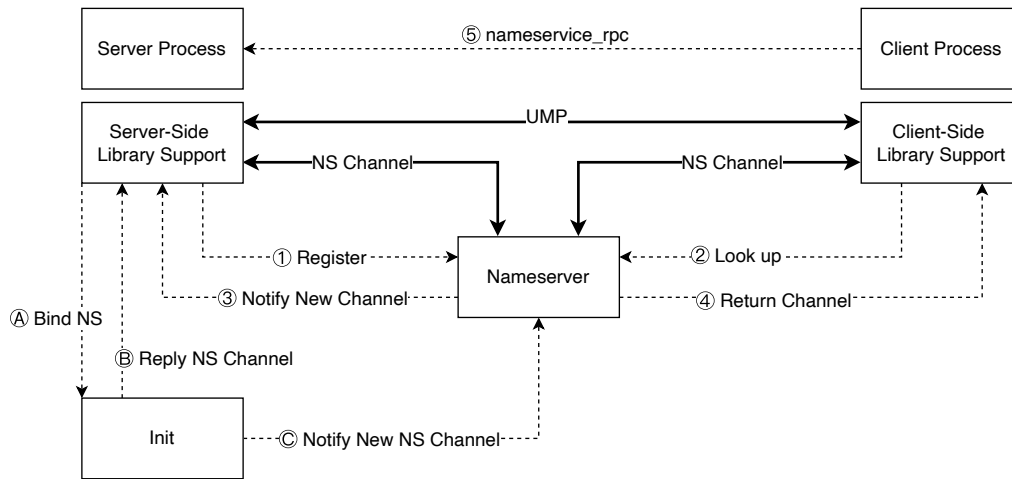 ⑤ nameservice_rpc
Server Process
Client Process
UMP
Server-Side
Library Support
Client-Side
Library Support
NS Channel
NS Channel
① Register
② Look up
Nameserver
③ Notify New Channel
④ Return Channel
Ⓐ Bind NS
Ⓑ Reply NS Channel
Init
Ⓒ Notify New NS Channel